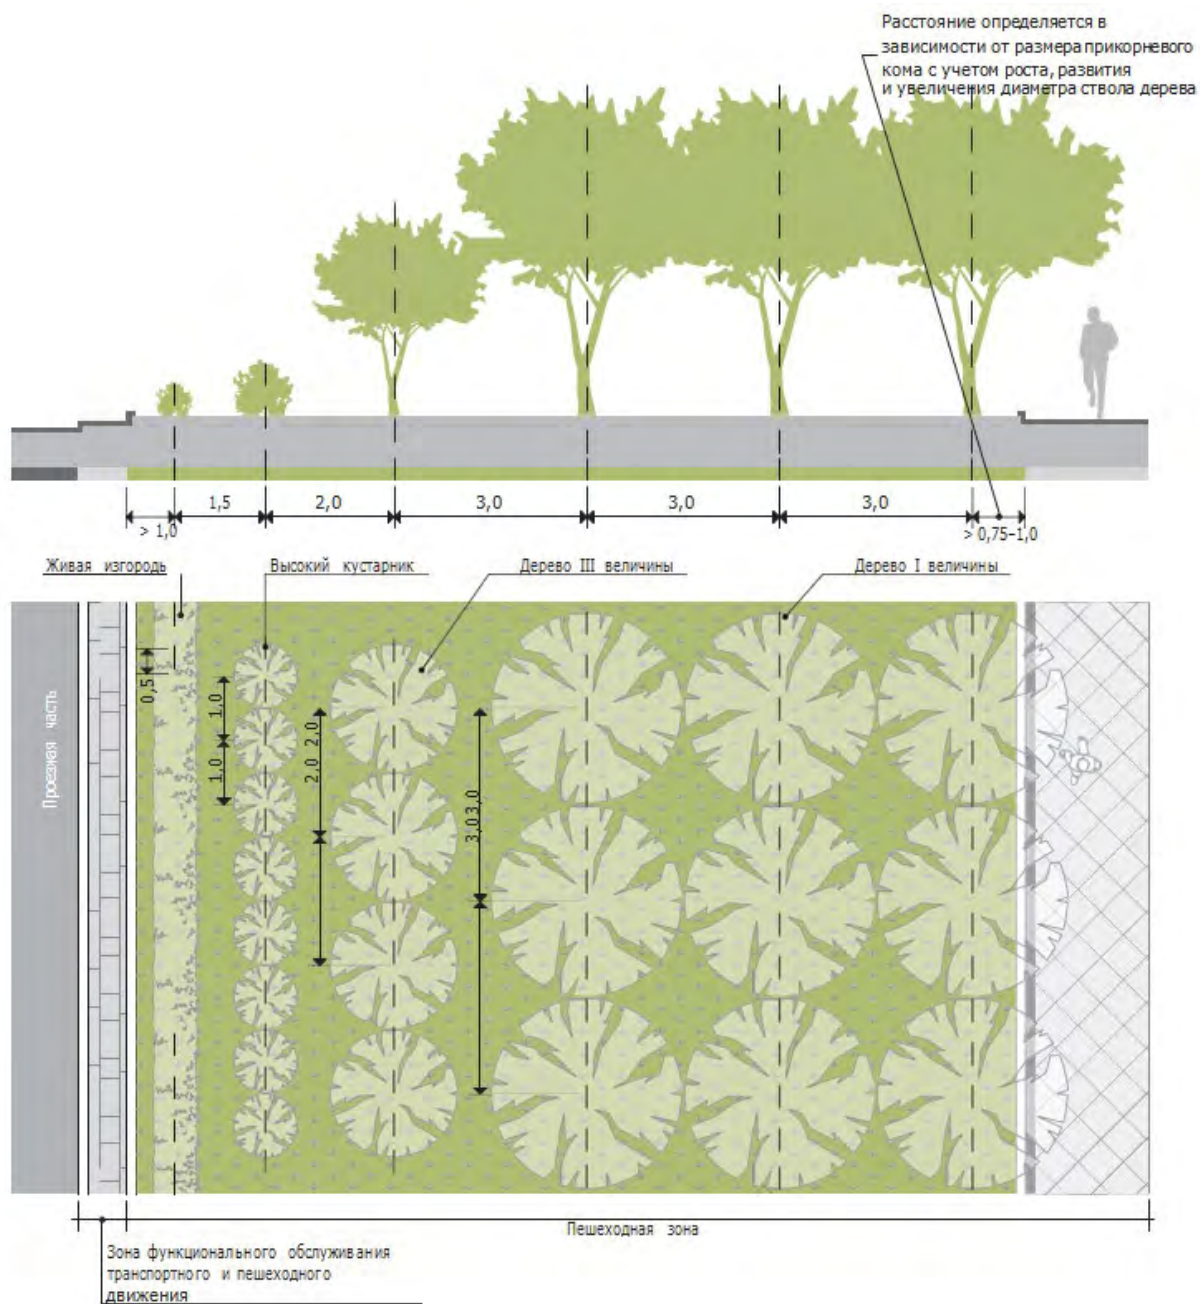 Расстояние определяется в
зависимости от размера прикорневого
кома с учетом роста, развития
и увеличения диаметра ствола дерева
1,5
2,0
3,0
3,0
3,0
> 1,0
> 0,75-1,0
Живая изгородь
Высокий кустарник
Дерево III величины
Дерево I величины
Проезжая часть
0,5
1,0
1,0
2,0 2,0
3,03,0
Пешеходная зона
Зона функционального обслуживания
транспортного и пешеходного
движения